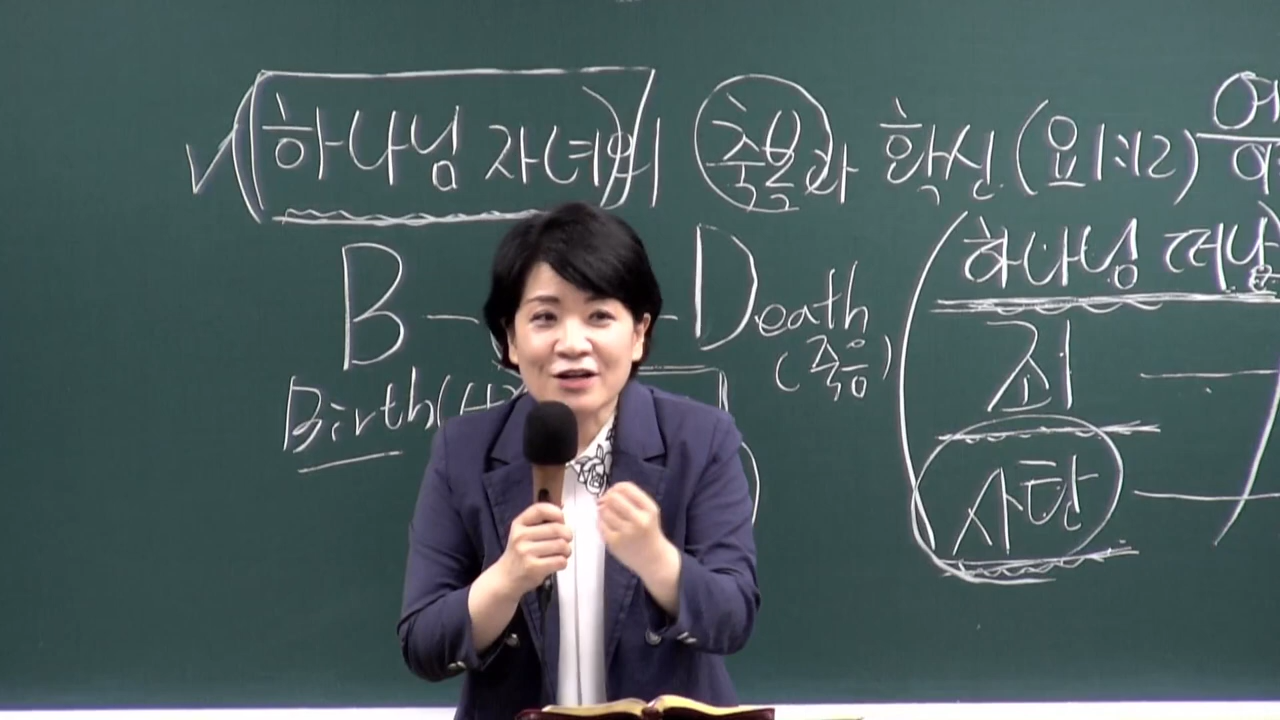 하나님 자녀의 축복과 확신 (요1:12)
하나님 떠남
B – Death
(죽음)
죄
Birth(
사탄